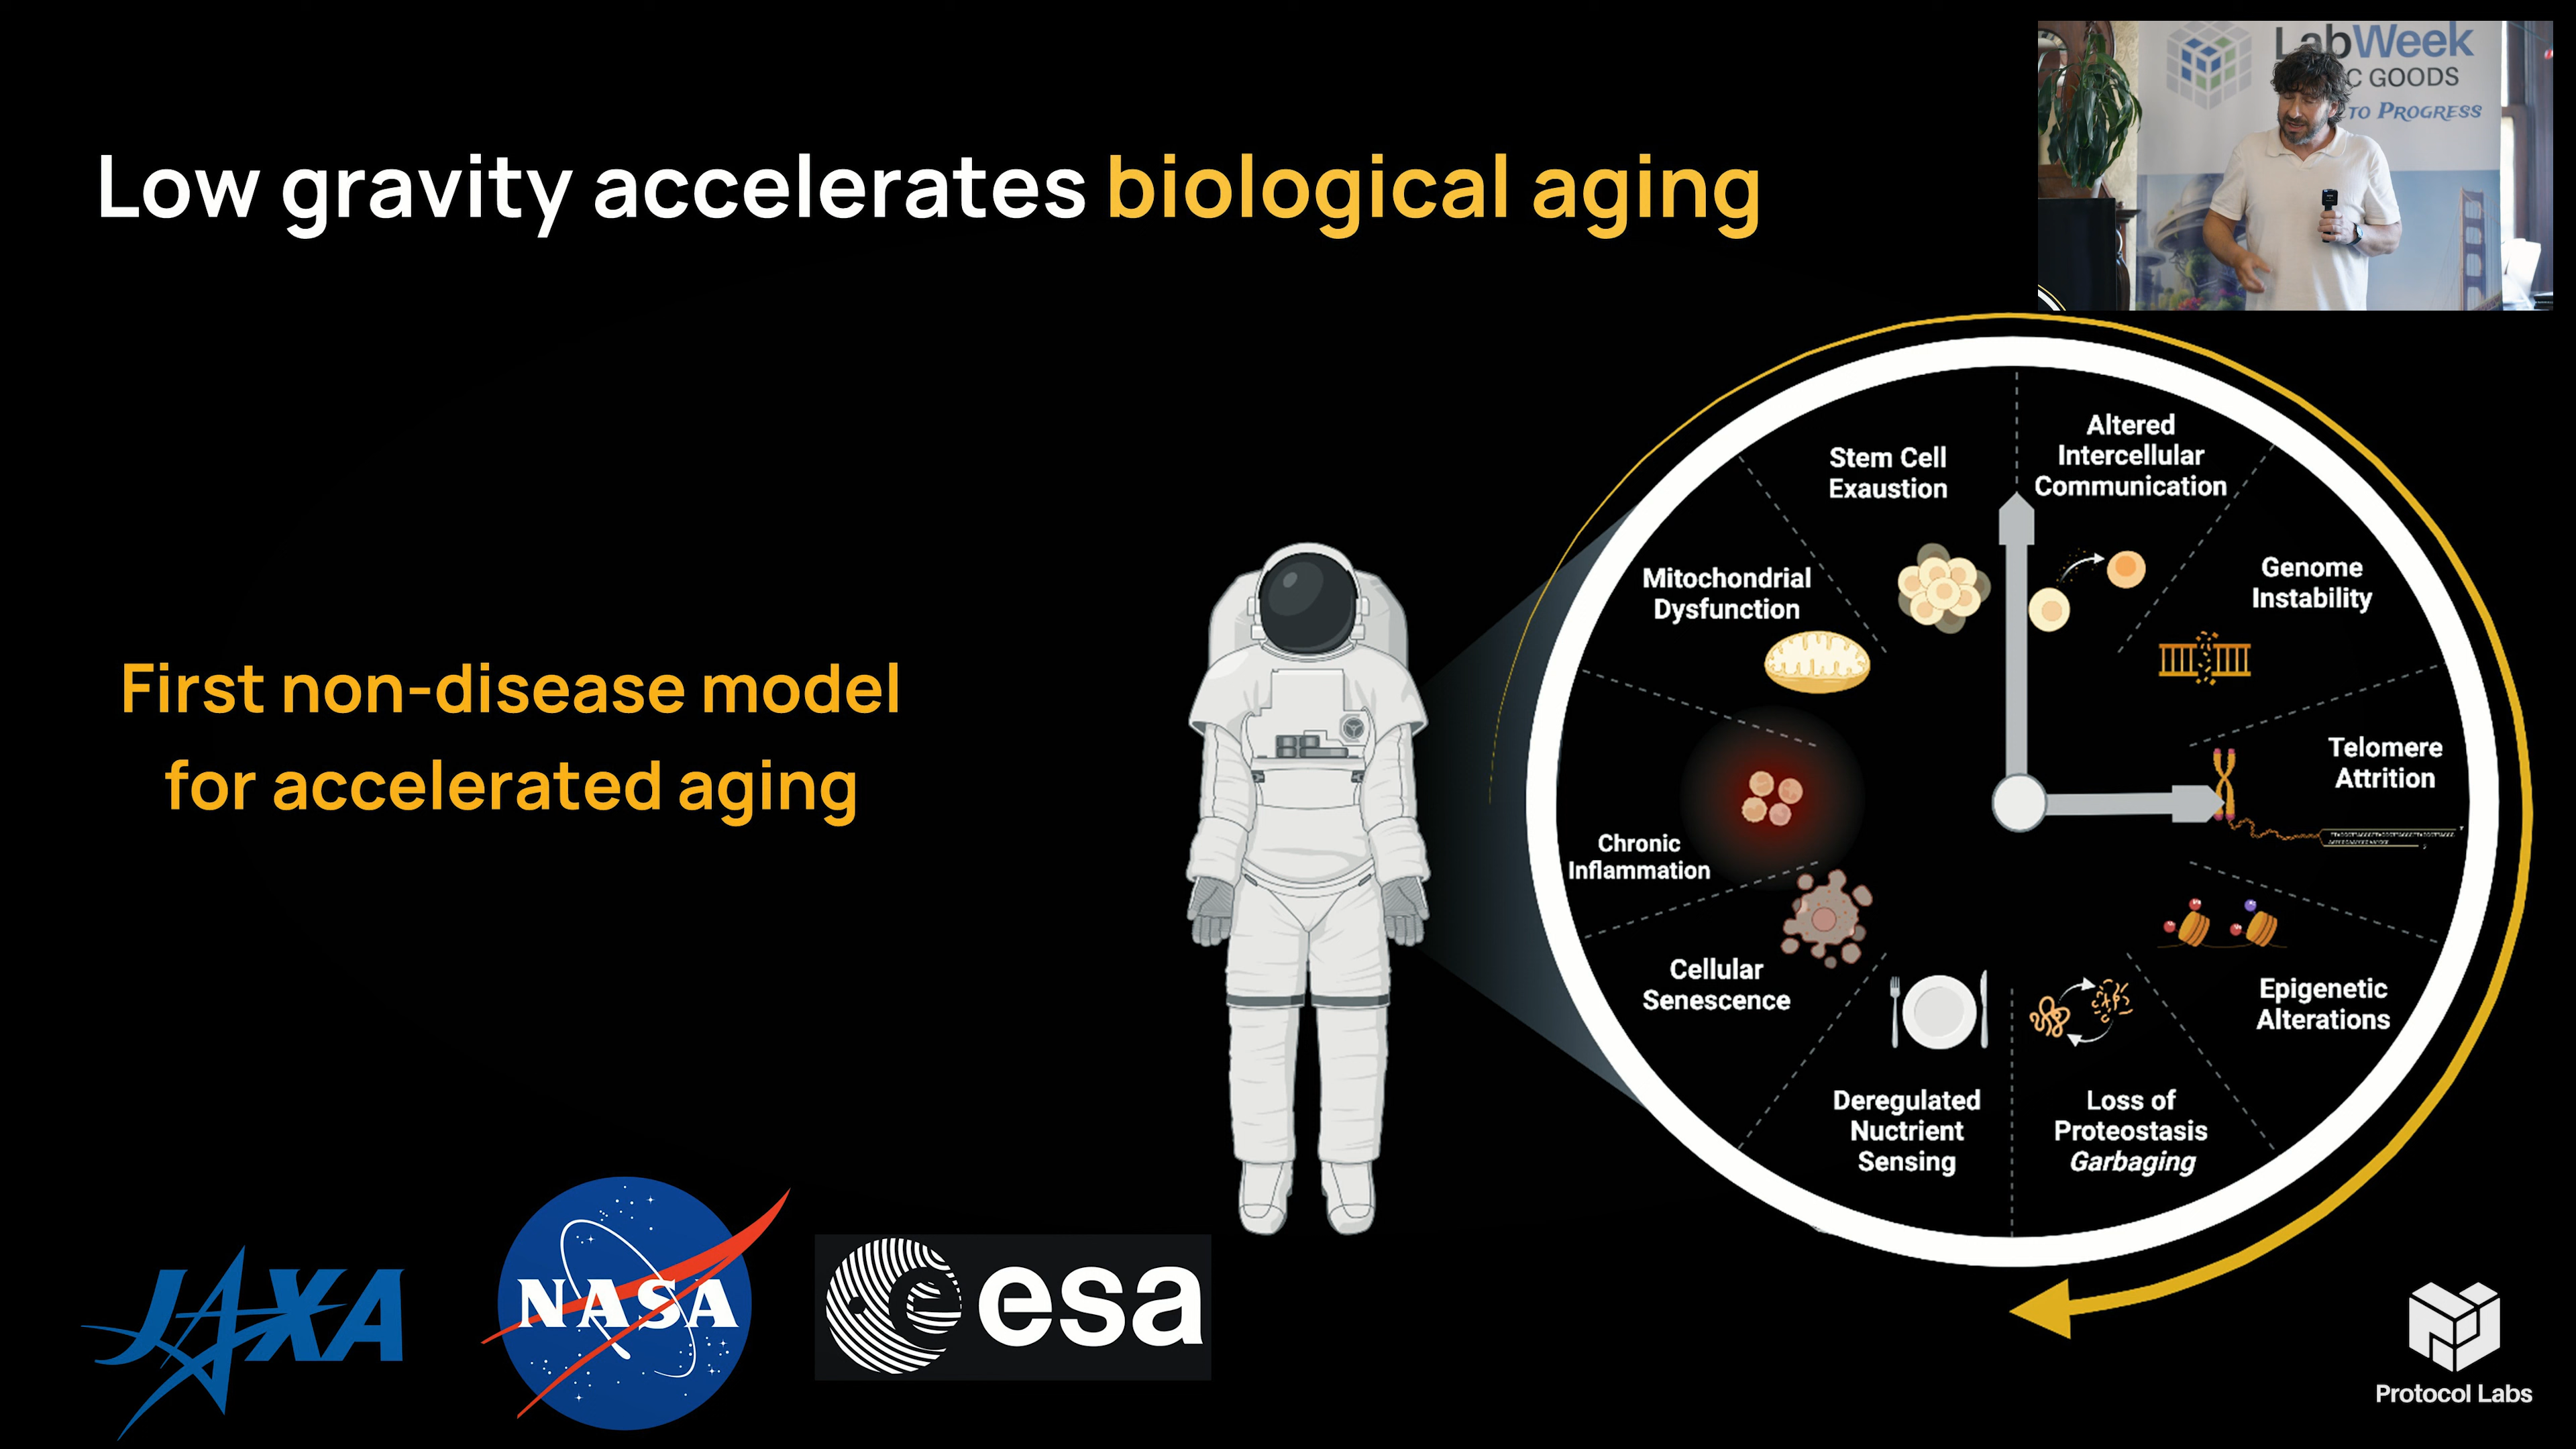 LabWeek
C GOODS
TO PROGRESS
Low gravity accelerates biological aging
First non-disease model
for accelerated aging
Stem Cell
Exaustion
Altered
Intercellular
Communication
Genome
Instability
Telomere
Attrition
Epigenetic
Alterations
Loss of
Proteostasis
Garbaging
Deregulated
Nuctrient
Sensing
Cellular
Senescence
Chronic
Inflammation
Mitochondrial
Dysfunction
JAXA
NASA
esa
Protocol Labs